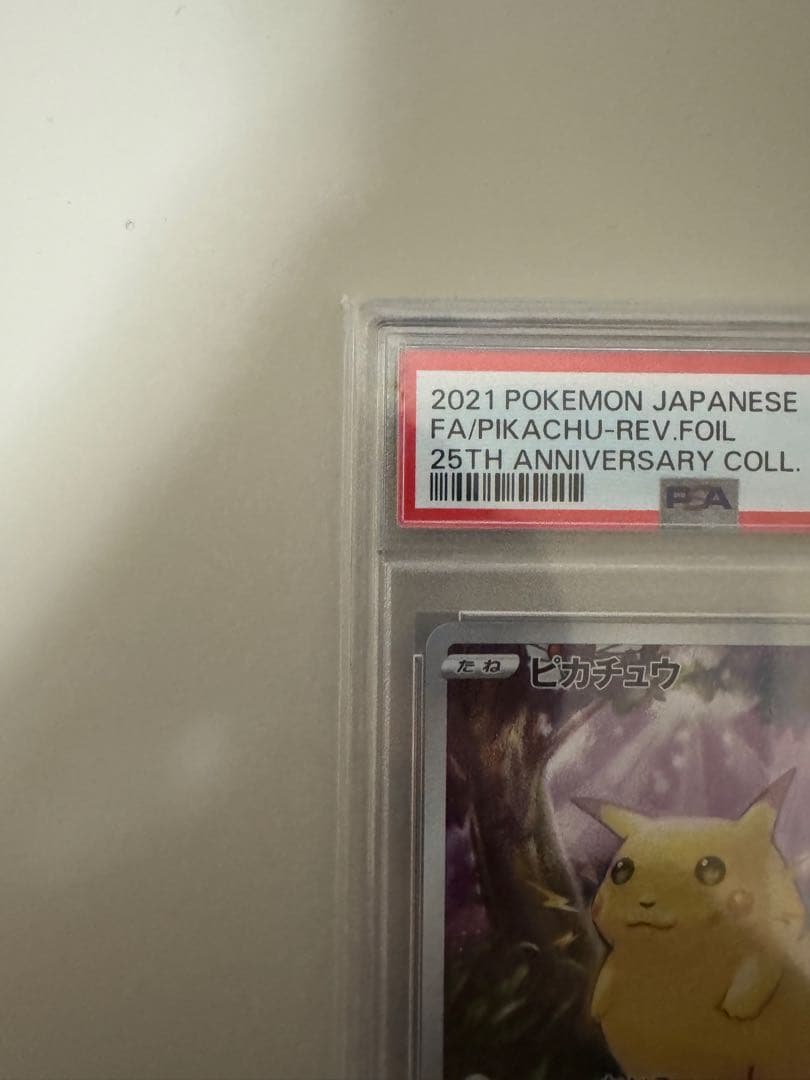 2021 POKEMON JAPANESE
FA/PIKACHU-REV.FOIL
25TH ANNIVERSARY COLL.
PSA
たね ピカチュウ